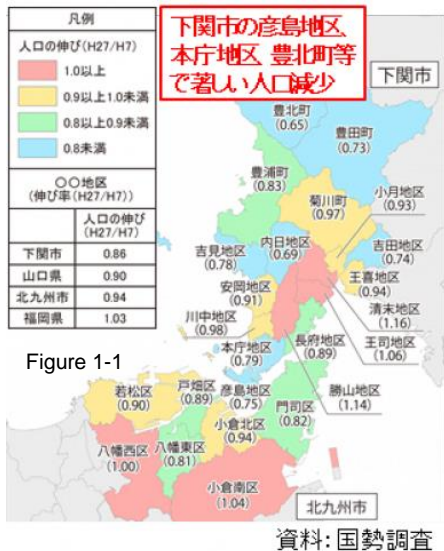 凡例
人口の伸び(H27/H7)
1.0以上
0.9以上1.0未満
0.8以上0.9未満
0.8未満
〇〇地区
(伸び率(H27/H7))
人口の伸び
(H27/H7)
下関市 0.86
山口県 0.90
北九州市 0.94
福岡県 1.03
下関市の彦島地区、
本庁地区、豊北町等
で著しい人口減少
下関市
豊北町
(0.65)
豊田町
(0.73)
豊浦町
(0.83)
菊川町
(0.97)
小月地区
(0.93)
吉見地区
(0.78)
内日地区
(0.69)
吉田地区
(0.74)
安岡地区
(0.91)
王喜地区
(0.94)
川中地区
(0.98)
清末地区
(1.16)
本庁地区
(0.79)
長府地区
(0.89)
王司地区
(1.06)
Figure 1-1
若松区
(0.90)
戸畑区
(0.89)
彦島地区
(0.75)
勝山地区
(1.14)
小倉北区
(0.94)
門司区
(0.82)
八幡西区
(1.00)
八幡東区
(0.81)
小倉南区
(1.04)
北九州市
資料:国勢調査